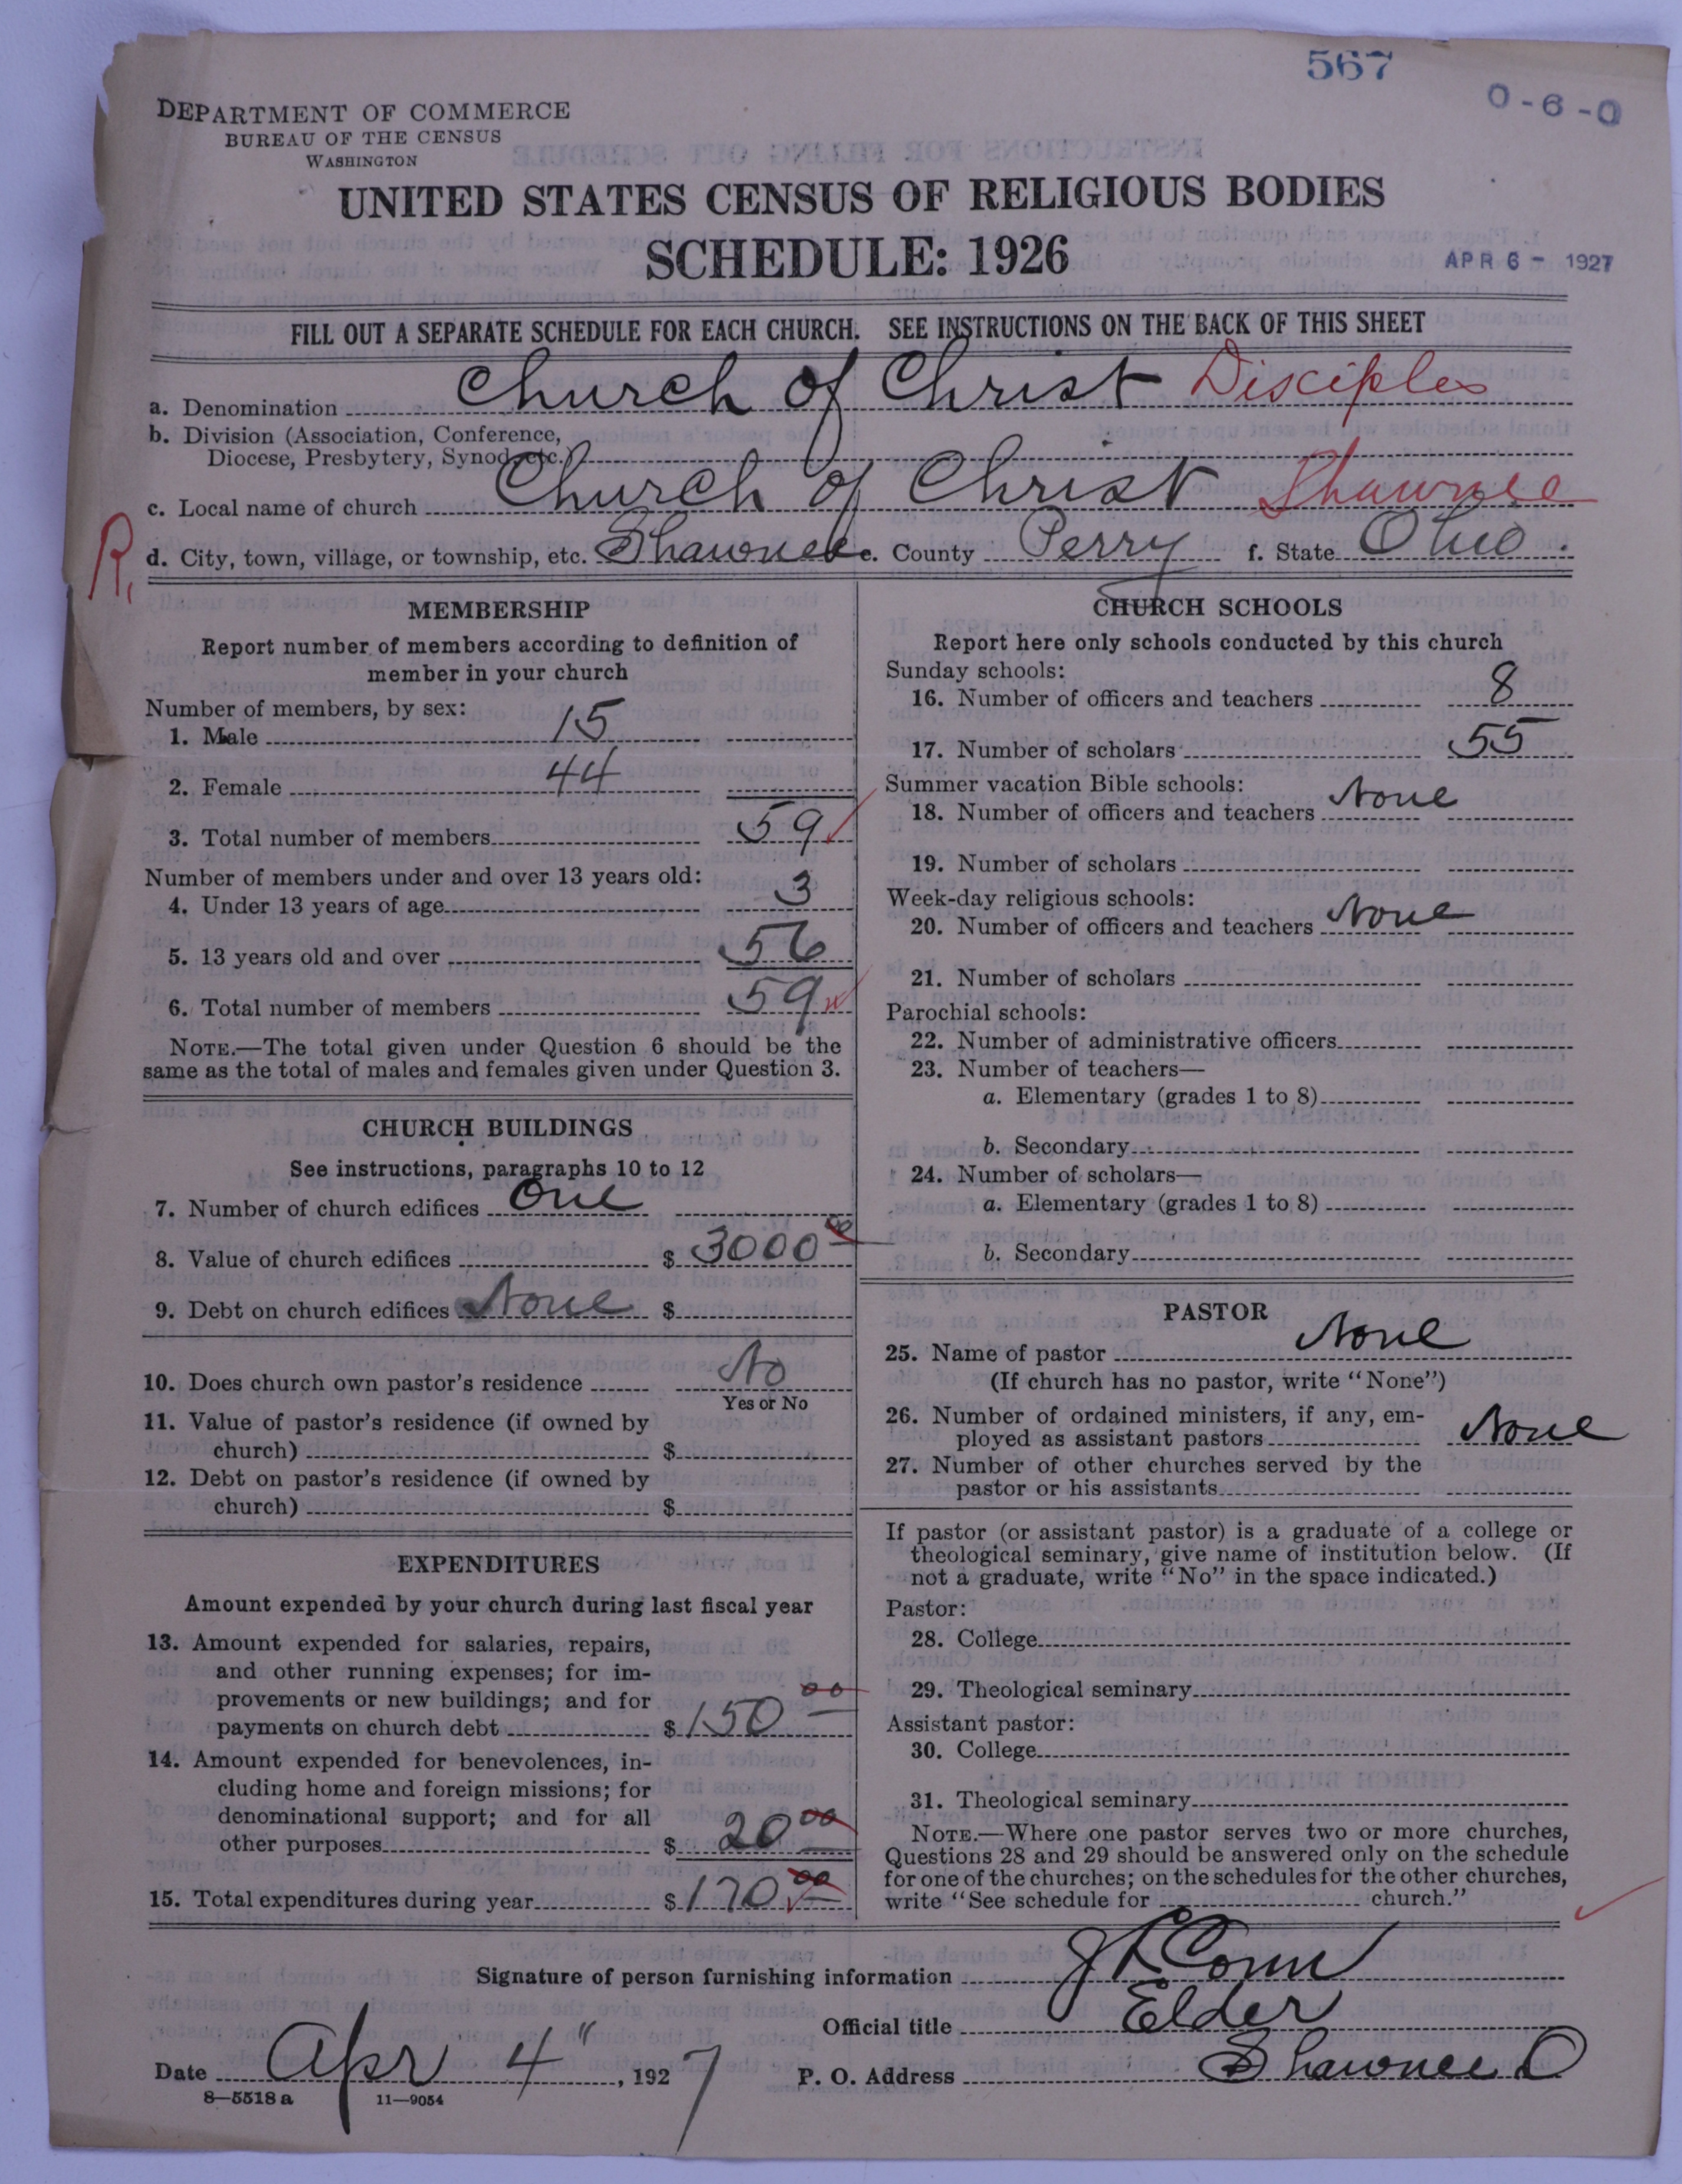 567
0-6-0
DEPARTMENT OF COMMERCE
BUREAU OF THE CENSUS
WASHINGTON
UNITED STATES CENSUS OF RELIGIOUS BODIES
SCHEDULE: 1926
APR 6 - 1927
FILL OUT A SEPARATE SCHEDULE FOR EACH CHURCH. SEE INSTRUCTIONS ON THE BACK OF THIS SHEET
a. Denomination Church of Christ Disciples
b. Division (Association, Conference,
Diocese, Presbytery, Synod, etc.)
c. Local name of church Church of Christ Shawnee
R. d. City, town, village, or township, etc. Shawnee e. County Perry f. State Ohio.
MEMBERSHIP
Report number of members according to definition of
member in your church
Number of members, by sex:
1. Male 15
2. Female 44
3. Total number of members 59
Number of members under and over 13 years old:
4. Under 13 years of age 3
5. 13 years old and over 56
6. Total number of members 59
NOTE.—The total given under Question 6 should be the
same as the total of males and females given under Question 3.
CHURCH BUILDINGS
See instructions, paragraphs 10 to 12
7. Number of church edifices One
8. Value of church edifices $ 3000 00
9. Debt on church edifices None $
10. Does church own pastor's residence No
Yes or No
11. Value of pastor's residence (if owned by
church) $
12. Debt on pastor's residence (if owned by
church) $
EXPENDITURES
Amount expended by your church during last fiscal year
13. Amount expended for salaries, repairs,
and other running expenses; for im-
provements or new buildings; and for
payments on church debt $ 150 00
14. Amount expended for benevolences, in-
cluding home and foreign missions; for
denominational support; and for all
other purposes $ 20 00
15. Total expenditures during year $ 170 00
CHURCH SCHOOLS
Report here only schools conducted by this church
Sunday schools:
16. Number of officers and teachers 8
17. Number of scholars 55
Summer vacation Bible schools:
18. Number of officers and teachers None
19. Number of scholars
Week-day religious schools:
20. Number of officers and teachers None
21. Number of scholars
Parochial schools:
22. Number of administrative officers
23. Number of teachers—
a. Elementary (grades 1 to 8)
b. Secondary
24. Number of scholars—
a. Elementary (grades 1 to 8)
b. Secondary
PASTOR
25. Name of pastor None
(If church has no pastor, write "None")
26. Number of ordained ministers, if any, em-
ployed as assistant pastors None
27. Number of other churches served by the
pastor or his assistants
If pastor (or assistant pastor) is a graduate of a college or
theological seminary, give name of institution below. (If
not a graduate, write "No" in the space indicated.)
Pastor:
28. College
29. Theological seminary
Assistant pastor:
30. College
31. Theological seminary
NOTE.—Where one pastor serves two or more churches,
Questions 28 and 29 should be answered only on the schedule
for one of the churches; on the schedules for the other churches,
write "See schedule for church."
Signature of person furnishing information Conn
Official title Elder
Date Apr 4", 1927 P. O. Address Shawnee O
8—5518 a 11—9054